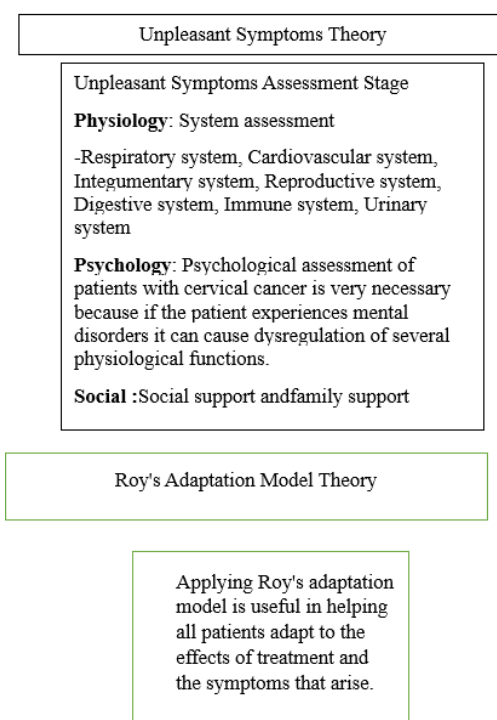 Unpleasant Symptoms Theory
Unpleasant Symptoms Assessment Stage
Physiology: System assessment
-Respiratory system, Cardiovascular system,
Integumentary system, Reproductive system,
Digestive system, Immune system, Urinary
system
Psychology: Psychological assessment of
patients with cervical cancer is very necessary
because if the patient experiences mental
disorders it can cause dysregulation of several
physiological functions.
Social :Social support andfamily support
Roy's Adaptation Model Theory
Applying Roy's adaptation
model is useful in helping
all patients adapt to the
effects of treatment and
the symptoms that arise.